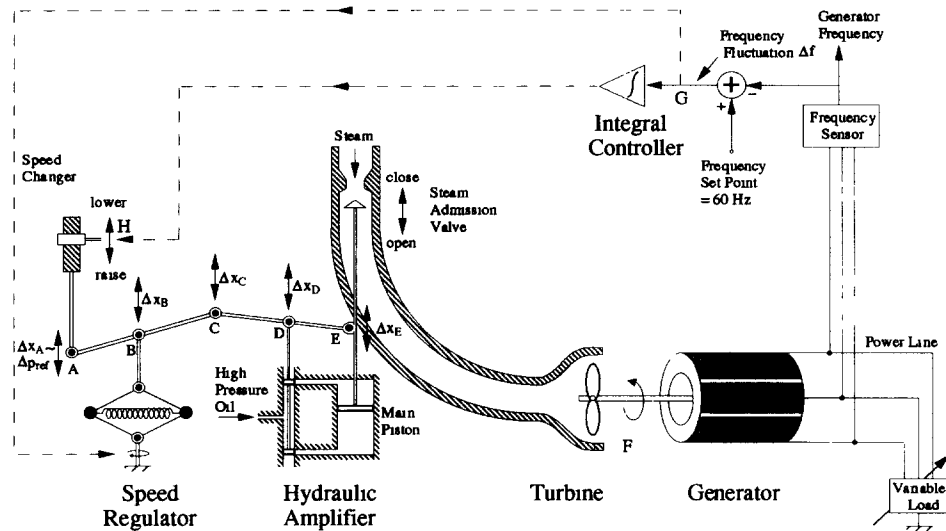 Generator
Frequency
Frequency
Fluctuation Δf
G
+
−
+
∫
Integral
Controller
Frequency
Sensor
Frequency
Set Point
= 60 Hz
Steam
close
Steam
Admission
Valve
open
Speed
Changer
lower
H
raise
Δx_B
Δx_C
Δx_D
Δx_E
Δx_A~
Δp_ref
A
B
C
D
E
High
Pressure
Oil
Main
Piston
F
Power Line
Variable
Load
Speed
Regulator
Hydraulic
Amplifier
Turbine
Generator